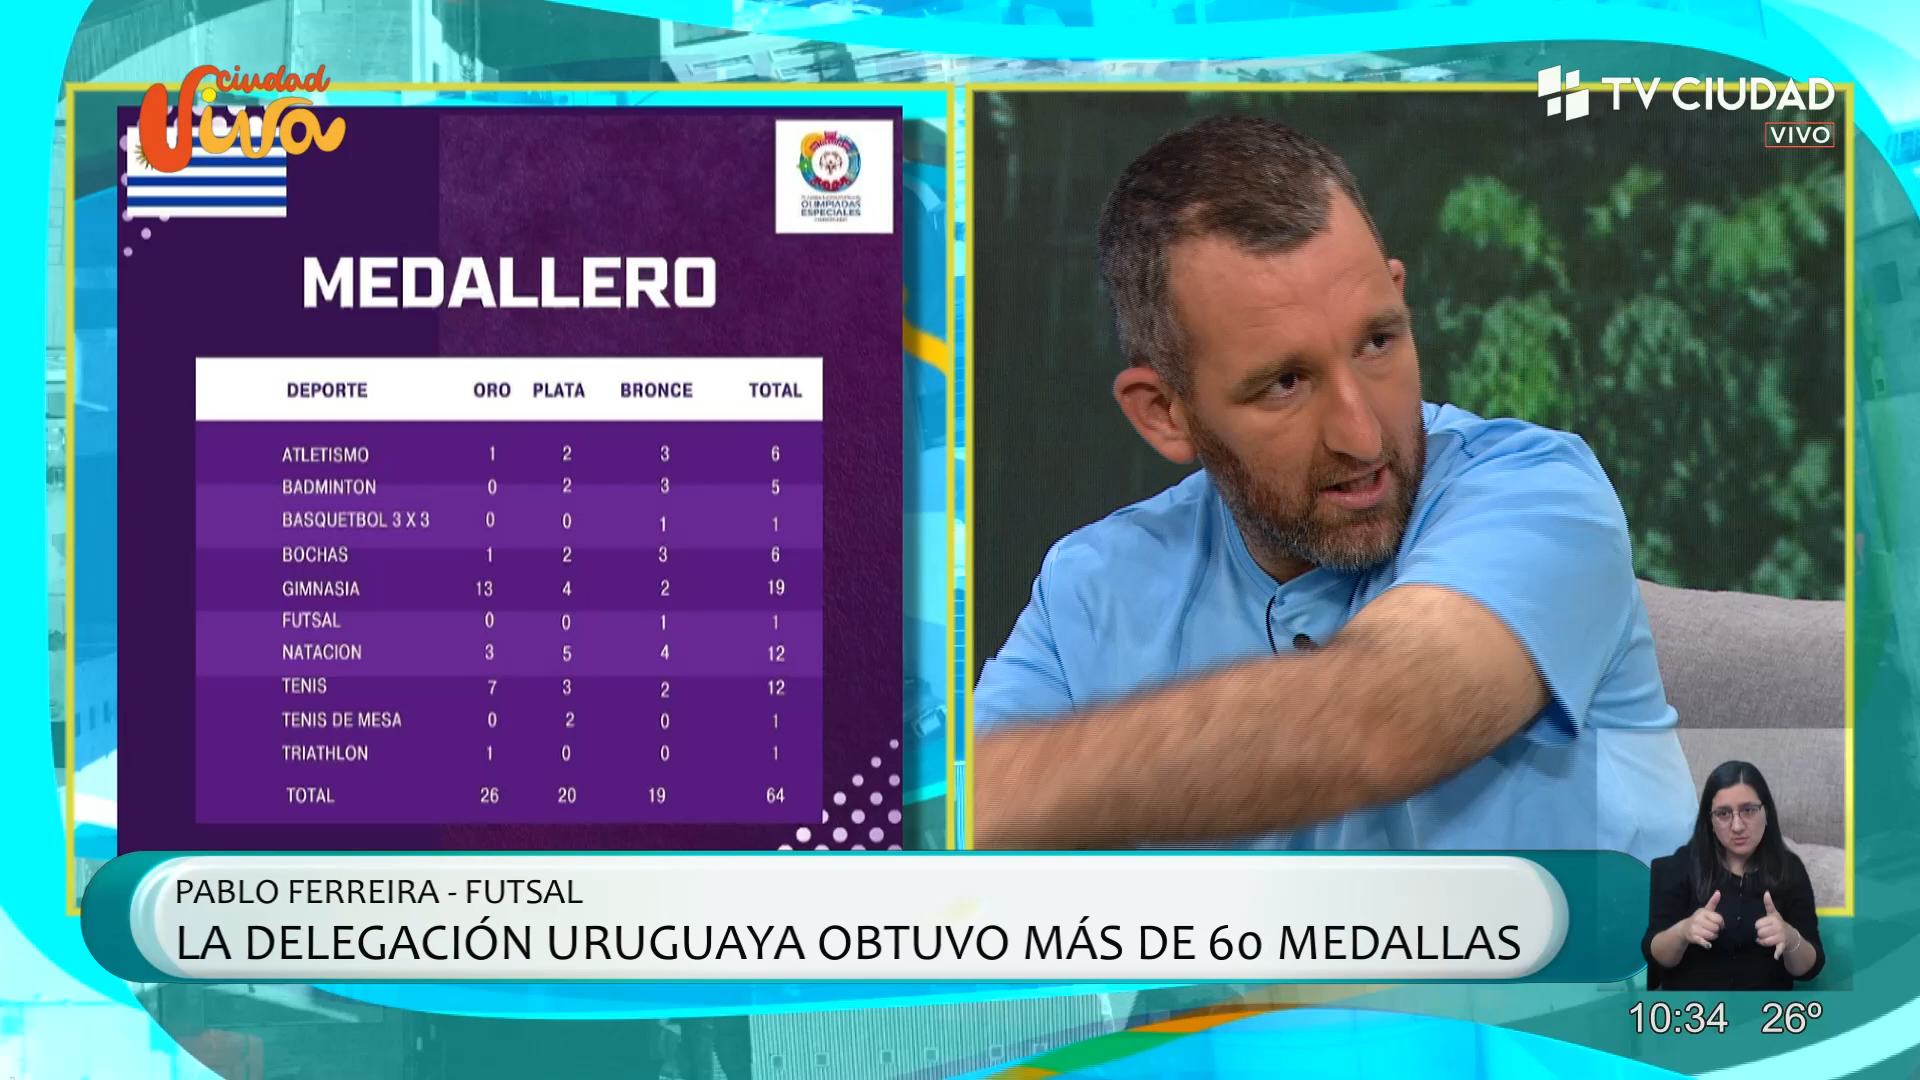 ciudad
Viva
TV CIUDAD
VIVO
OLIMPIADAS
ESPECIALES
MEDALLERO
DEPORTE ORO PLATA BRONCE TOTAL
ATLETISMO 1 2 3 6
BADMINTON 0 2 3 5
BASQUETBOL 3 X 3 0 0 1 1
BOCHAS 1 2 3 6
GIMNASIA 13 4 2 19
FUTSAL 0 0 1 1
NATACION 3 5 4 12
TENIS 7 3 2 12
TENIS DE MESA 0 2 0 1
TRIATHLON 1 0 0 1
TOTAL 26 20 19 64
PABLO FERREIRA - FUTSAL
LA DELEGACIÓN URUGUAYA OBTUVO MÁS DE 60 MEDALLAS
10:34 26º